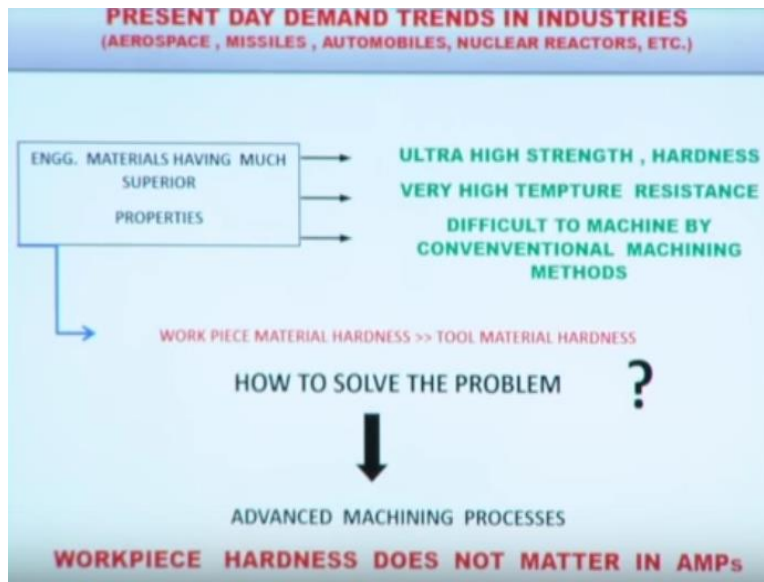 PRESENT DAY DEMAND TRENDS IN INDUSTRIES
(AEROSPACE , MISSILES , AUTOMOBILES, NUCLEAR REACTORS, ETC.)
ENGG. MATERIALS HAVING MUCH
SUPERIOR
PROPERTIES
ULTRA HIGH STRENGTH , HARDNESS
VERY HIGH TEMPTURE RESISTANCE
DIFFICULT TO MACHINE BY
CONVENVENTIONAL MACHINING
METHODS
WORK PIECE MATERIAL HARDNESS >> TOOL MATERIAL HARDNESS
HOW TO SOLVE THE PROBLEM ?
ADVANCED MACHINING PROCESSES
WORKPIECE HARDNESS DOES NOT MATTER IN AMPs